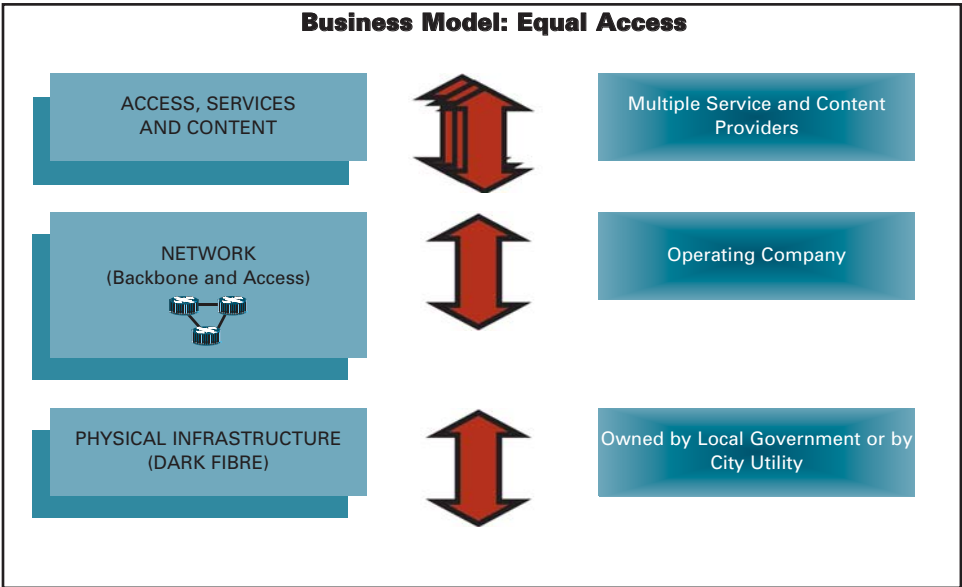 Business Model: Equal Access
ACCESS, SERVICES
AND CONTENT
Multiple Service and Content
Providers
NETWORK
(Backbone and Access)
Operating Company
PHYSICAL INFRASTRUCTURE
(DARK FIBRE)
Owned by Local Government or by
City Utility